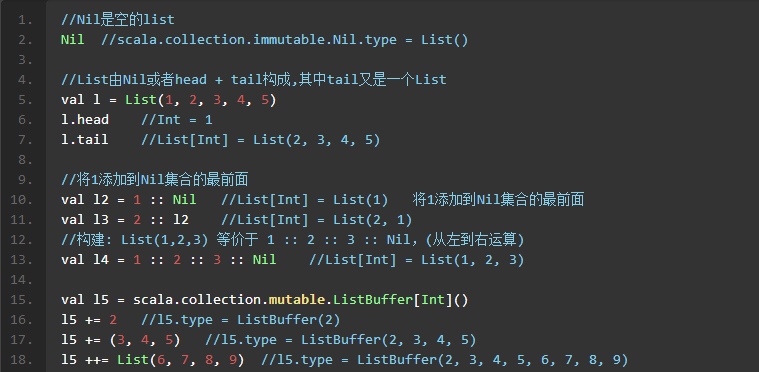 1. //Nil是空的list
2. Nil  //scala.collection.immutable.Nil.type = List()
3.
4. //List由Nil或者head + tail构成,其中tail又是一个List
5. val l = List(1, 2, 3, 4, 5)
6. l.head    //Int = 1
7. l.tail    //List[Int] = List(2, 3, 4, 5)
8.
9. //将1添加到Nil集合的最前面
10. val l2 = 1 :: Nil   //List[Int] = List(1)   将1添加到Nil集合的最前面
11. val l3 = 2 :: l2    //List[Int] = List(2, 1)
12. //构建: List(1,2,3) 等价于 1 :: 2 :: 3 :: Nil, (从左到右运算)
13. val l4 = 1 :: 2 :: 3 :: Nil    //List[Int] = List(1, 2, 3)
14.
15. val l5 = scala.collection.mutable.ListBuffer[Int]()
16. l5 += 2   //l5.type = ListBuffer(2)
17. l5 += (3, 4, 5)   //l5.type = ListBuffer(2, 3, 4, 5)
18. l5 ++= List(6, 7, 8, 9)  //l5.type = ListBuffer(2, 3, 4, 5, 6, 7, 8, 9)